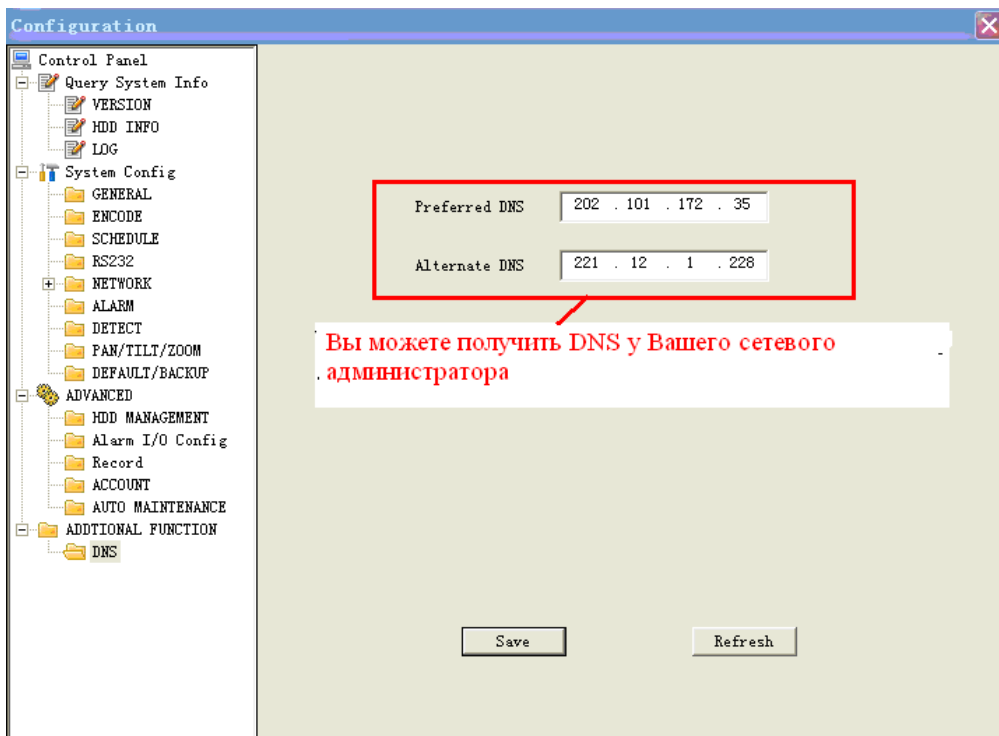 Configuration
Control Panel
Query System Info
VERSION
HDD INFO
LOG
System Config
GENERAL
ENCODE
SCHEDULE
RS232
NETWORK
ALARM
DETECT
PAN/TILT/ZOOM
DEFAULT/BACKUP
ADVANCED
HDD MANAGEMENT
Alarm I/O Config
Record
ACCOUNT
AUTO MAINTENANCE
ADDTIONAL FUNCTION
DNS
Preferred DNS 202 . 101 . 172 . 35
Alternate DNS 221 . 12 . 1 . 228
Вы можете получить DNS у Вашего сетевого
администратора
Save Refresh